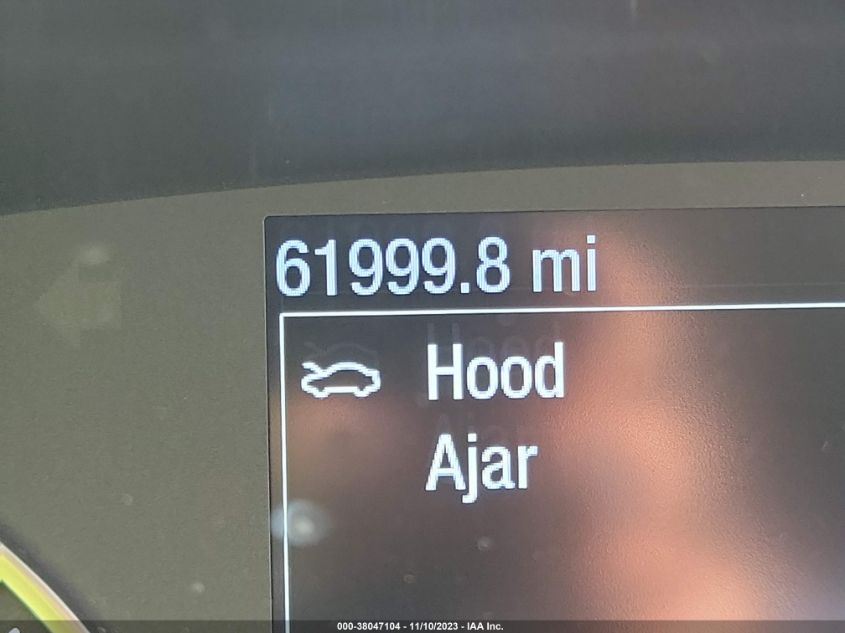 61999.8 mi
Hood
Ajar
000-38047104 - 11/10/2023 - IAA Inc.